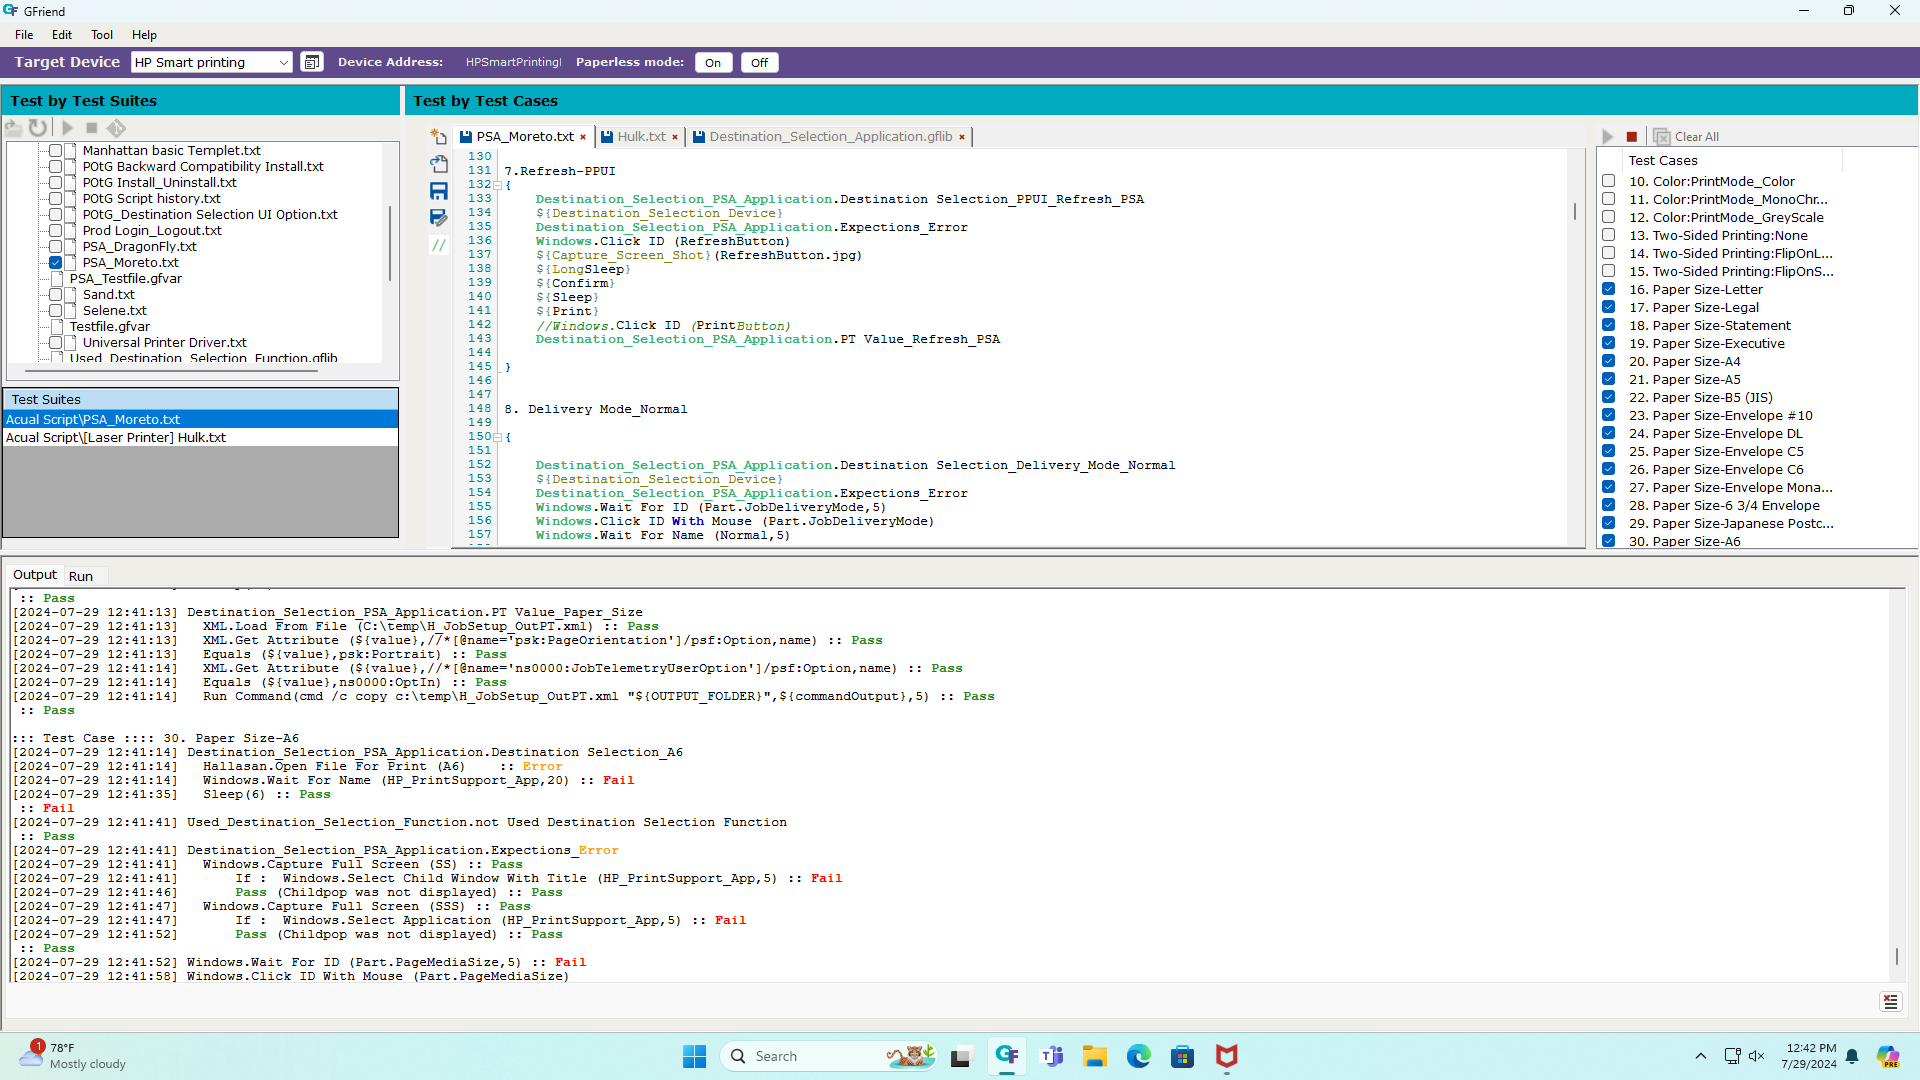 GFriend
File Edit Tool Help
Target Device HP Smart printing Device Address: HPSmartPrintingI Paperless mode: On Off
Test by Test Suites
Test by Test Cases
Manhattan basic Templet.txt
POtG Backward Compatibility Install.txt
POtG Install_Uninstall.txt
POtG Script history.txt
POtG_Destination Selection UI Option.txt
Prod Login_Logout.txt
PSA_DragonFly.txt
PSA_Moreto.txt
PSA_Testfile.gfvar
Sand.txt
Selene.txt
Testfile.gfvar
Universal Printer Driver.txt
Used_Destination_Selection_Function.gflib
Test Suites
Acual Script\PSA_Moreto.txt
Acual Script\[Laser Printer] Hulk.txt
PSA_Moreto.txt × Hulk.txt × Destination_Selection_Application.gflib ×
130
131 7.Refresh-PPUI
132 {
133 Destination_Selection_PSA_Application.Destination Selection_PPUI_Refresh_PSA
134 ${Destination_Selection_Device}
135 Destination_Selection_PSA_Application.Expections_Error
136 Windows.Click ID (RefreshButton)
137 ${Capture_Screen_Shot}(RefreshButton.jpg)
138 ${LongSleep}
139 ${Confirm}
140 ${Sleep}
141 ${Print}
142 //Windows.Click ID (PrintButton)
143 Destination_Selection_PSA_Application.PT Value_Refresh_PSA
144
145 }
146
147
148 8. Delivery Mode_Normal
149
150 {
151
152 Destination_Selection_PSA_Application.Destination Selection_Delivery_Mode_Normal
153 ${Destination_Selection_Device}
154 Destination_Selection_PSA_Application.Expections_Error
155 Windows.Wait For ID (Part.JobDeliveryMode,5)
156 Windows.Click ID With Mouse (Part.JobDeliveryMode)
157 Windows.Wait For Name (Normal,5)
Clear All
Test Cases
10. Color:PrintMode_Color
11. Color:PrintMode_MonoChr...
12. Color:PrintMode_GreyScale
13. Two-Sided Printing:None
14. Two-Sided Printing:FlipOnL...
15. Two-Sided Printing:FlipOnS...
16. Paper Size-Letter
17. Paper Size-Legal
18. Paper Size-Statement
19. Paper Size-Executive
20. Paper Size-A4
21. Paper Size-A5
22. Paper Size-B5 (JIS)
23. Paper Size-Envelope #10
24. Paper Size-Envelope DL
25. Paper Size-Envelope C5
26. Paper Size-Envelope C6
27. Paper Size-Envelope Mona...
28. Paper Size-6 3/4 Envelope
29. Paper Size-Japanese Postc...
30. Paper Size-A6
Output Run
:: Pass
[2024-07-29 12:41:13] Destination_Selection_PSA_Application.PT Value_Paper_Size
[2024-07-29 12:41:13] XML.Load From File (C:\temp\H_JobSetup_OutPT.xml) :: Pass
[2024-07-29 12:41:13] XML.Get Attribute (${value},//*[@name='psk:PageOrientation']/psf:Option,name) :: Pass
[2024-07-29 12:41:13] Equals (${value},psk:Portrait) :: Pass
[2024-07-29 12:41:14] XML.Get Attribute (${value},//*[@name='ns0000:JobTelemetryUserOption']/psf:Option,name) :: Pass
[2024-07-29 12:41:14] Equals (${value},ns0000:OptIn) :: Pass
[2024-07-29 12:41:14] Run Command(cmd /c copy c:\temp\H_JobSetup_OutPT.xml "${OUTPUT_FOLDER}",${commandOutput},5) :: Pass
:: Pass
::: Test Case :::: 30. Paper Size-A6
[2024-07-29 12:41:14] Destination_Selection_PSA_Application.Destination Selection_A6
[2024-07-29 12:41:14] Hallasan.Open File For Print (A6) :: Error
[2024-07-29 12:41:14] Windows.Wait For Name (HP_PrintSupport_App,20) :: Fail
[2024-07-29 12:41:35] Sleep(6) :: Pass
:: Fail
[2024-07-29 12:41:41] Used_Destination_Selection_Function.not Used Destination Selection Function
:: Pass
[2024-07-29 12:41:41] Destination_Selection_PSA_Application.Expections_Error
[2024-07-29 12:41:41] Windows.Capture Full Screen (SS) :: Pass
[2024-07-29 12:41:41] If : Windows.Select Child Window With Title (HP_PrintSupport_App,5) :: Fail
[2024-07-29 12:41:46] Pass (Childpop was not displayed) :: Pass
[2024-07-29 12:41:47] Windows.Capture Full Screen (SSS) :: Pass
[2024-07-29 12:41:47] If : Windows.Select Application (HP_PrintSupport_App,5) :: Fail
[2024-07-29 12:41:52] Pass (Childpop was not displayed) :: Pass
:: Pass
[2024-07-29 12:41:52] Windows.Wait For ID (Part.PageMediaSize,5) :: Fail
[2024-07-29 12:41:58] Windows.Click ID With Mouse (Part.PageMediaSize)
1 78°F
Mostly cloudy
Search
12:42 PM
7/29/2024
PRE